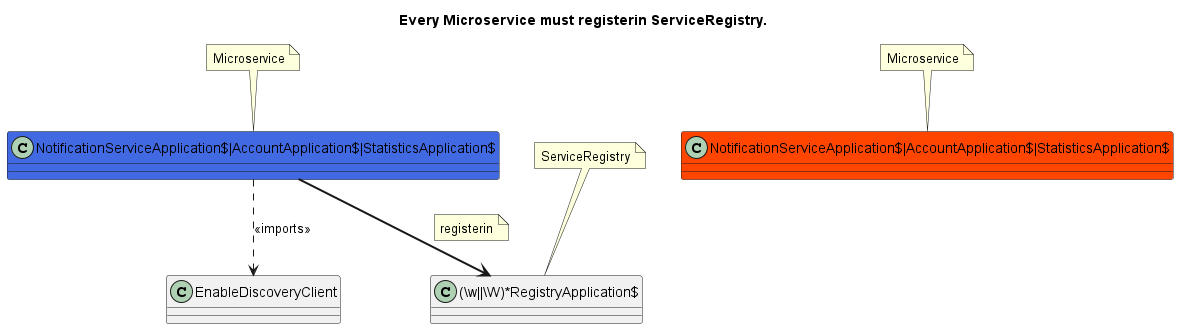 Every Microservice must registerin ServiceRegistry.
Microservice
Microservice
C NotificationServiceApplication$|AccountApplication$|StatisticsApplication$
ServiceRegistry
C NotificationServiceApplication$|AccountApplication$|StatisticsApplication$
«imports»
registerin
C EnableDiscoveryClient
C (\w||\W)*RegistryApplication$